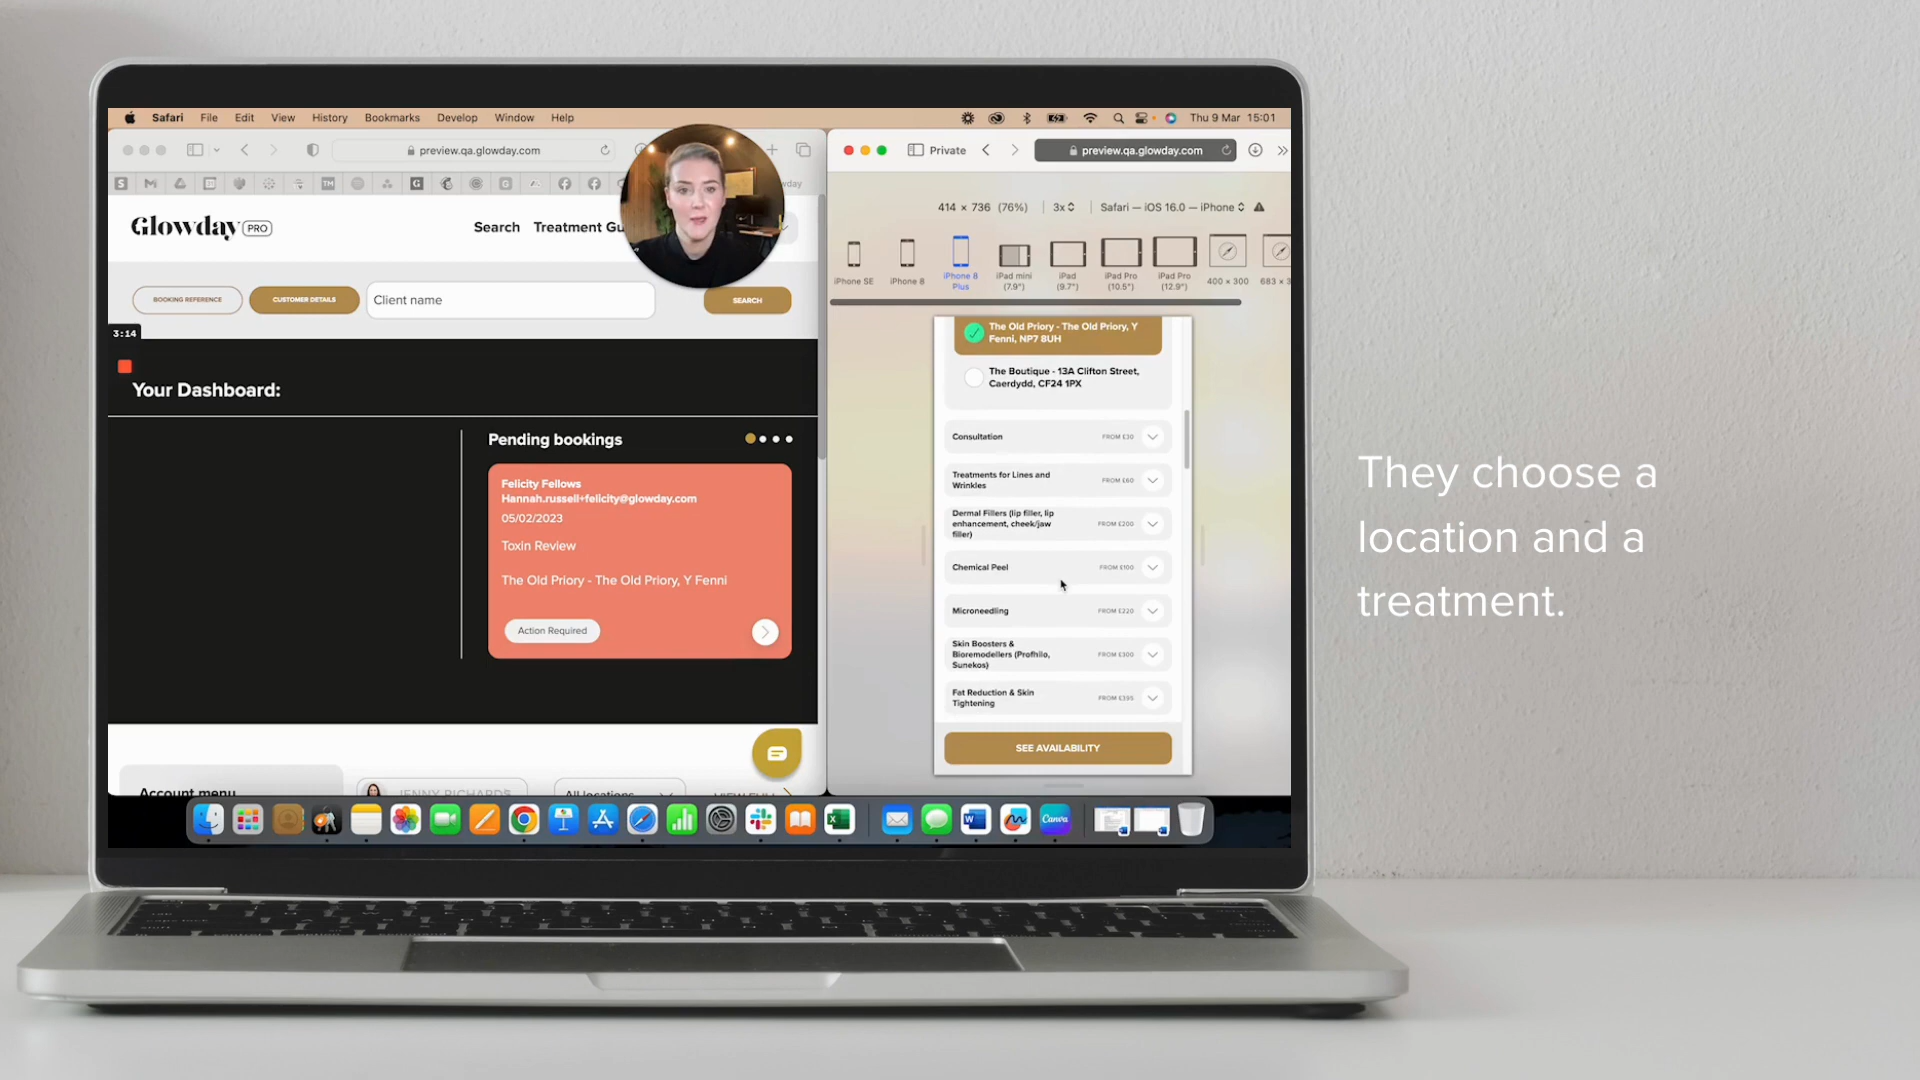 Safari File Edit View History Bookmarks Develop Window Help
Thu 9 Mar 15:01
preview.qa.glowday.com
Private
preview.qa.glowday.com
Glowday PRO
Search
BOOKING REFERENCE
CUSTOMER DETAILS
Client name
SEARCH
3:14
Your Dashboard:
Pending bookings
Felicity Fellows
Hannah.russell+felicity@glowday.com
05/02/2023
Toxin Review
The Old Priory - The Old Priory, Y Fenni
Action Required
Account menu
JENNY RICHARDS
All locations
414 × 736 (76%)
3x
Safari — iOS 16.0 — iPhone
iPhone SE
iPhone 8
iPhone 8
Plus
iPad mini
(7.9")
iPad
(9.7")
iPad Pro
(10.5")
iPad Pro
(12.9")
400 × 300
The Old Priory - The Old Priory, Y
Fenni, NP7 8UH
The Boutique - 13A Clifton Street,
Caerdydd, CF24 1PX
Consultation
FROM £30
Treatments for Lines and
Wrinkles
FROM £60
Dermal Fillers (lip filler, lip
enhancement, cheek/jaw
filler)
FROM £200
Chemical Peel
FROM £100
Microneedling
FROM £220
Skin Boosters &
Bioremodellers (Profhilo,
Sunekos)
FROM £300
Fat Reduction & Skin
Tightening
FROM £395
SEE AVAILABILITY
Canva
They choose a
location and a
treatment.